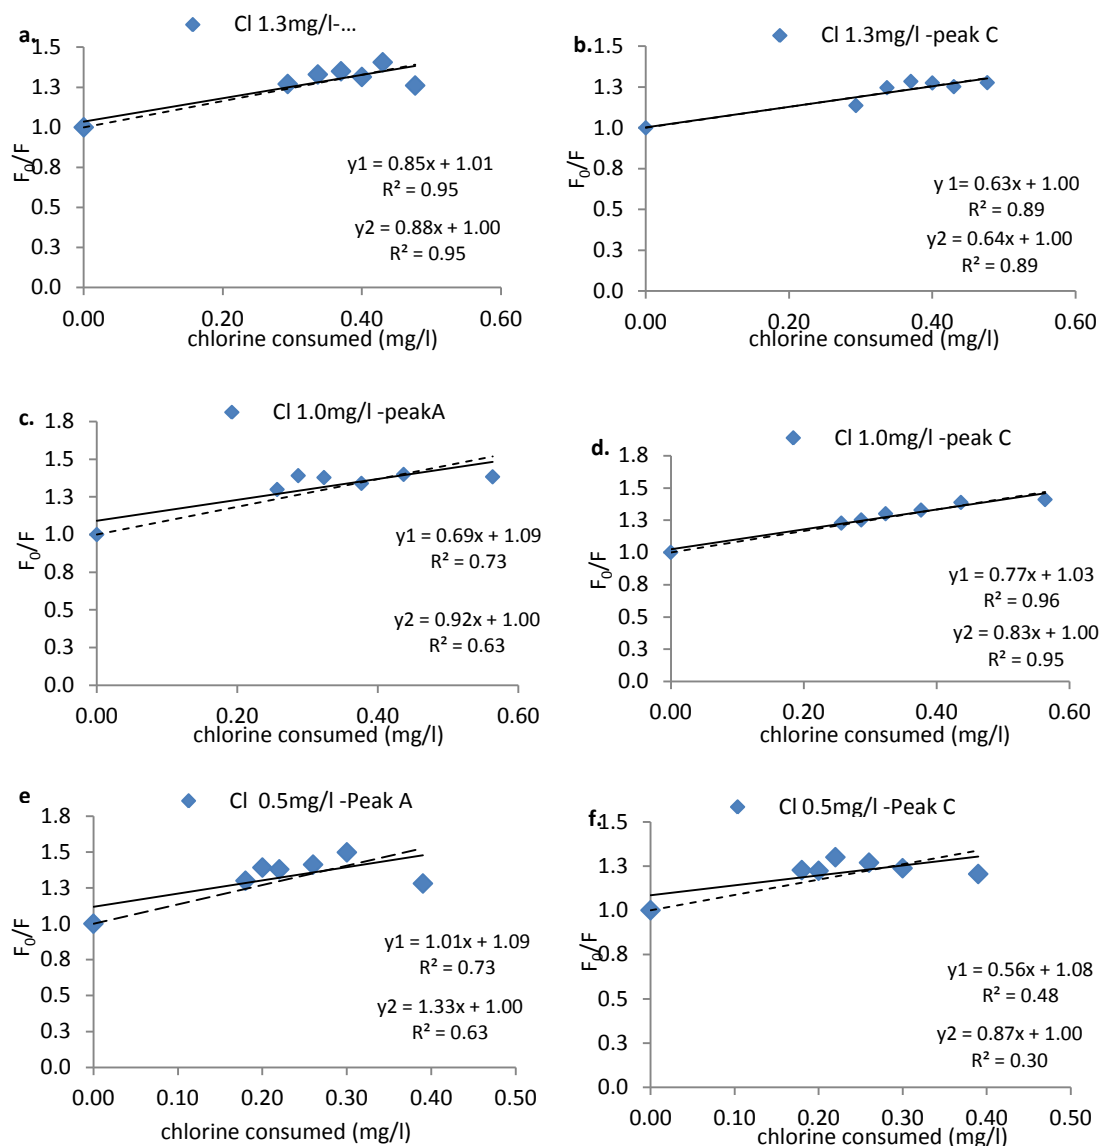 a.
Cl 1.3mg/l-...
1.5
1.3
1.0
0.8
0.5
0.3
0.0
F₀/F
y1 = 0.85x + 1.01
R² = 0.95
y2 = 0.88x + 1.00
R² = 0.95
0.00 0.20 0.40 0.60
chlorine consumed (mg/l)
b.
Cl 1.3mg/l -peak C
1.5
1.3
1.0
0.8
0.5
0.3
0.0
F₀/F
y 1= 0.63x + 1.00
R² = 0.89
y2 = 0.64x + 1.00
R² = 0.89
0.00 0.20 0.40 0.60
chlorine consumed (mg/l)
c.
Cl 1.0mg/l -peakA
1.8
1.5
1.3
1.0
0.8
0.5
0.3
0.0
F₀/F
y1 = 0.69x + 1.09
R² = 0.73
y2 = 0.92x + 1.00
R² = 0.63
0.00 0.20 0.40 0.60
chlorine consumed (mg/l)
d.
Cl 1.0mg/l -peak C
1.8
1.5
1.3
1.0
0.8
0.5
0.3
0.0
F₀/F
y1 = 0.77x + 1.03
R² = 0.96
y2 = 0.83x + 1.00
R² = 0.95
0.00 0.20 0.40 0.60
chlorine consumed (mg/l)
e
Cl 0.5mg/l -Peak A
1.8
1.5
1.3
1.0
0.8
0.5
0.3
0.0
F₀/F
y1 = 1.01x + 1.09
R² = 0.73
y2 = 1.33x + 1.00
R² = 0.63
0.00 0.10 0.20 0.30 0.40 0.50
chlorine consumed (mg/l)
f.
Cl 0.5mg/l -Peak C
1.5
1.3
1.0
0.8
0.5
0.3
0.0
F₀/F
y1 = 0.56x + 1.08
R² = 0.48
y2 = 0.87x + 1.00
R² = 0.30
0.00 0.10 0.20 0.30 0.40 0.50
chlorine consumed (mg/l)